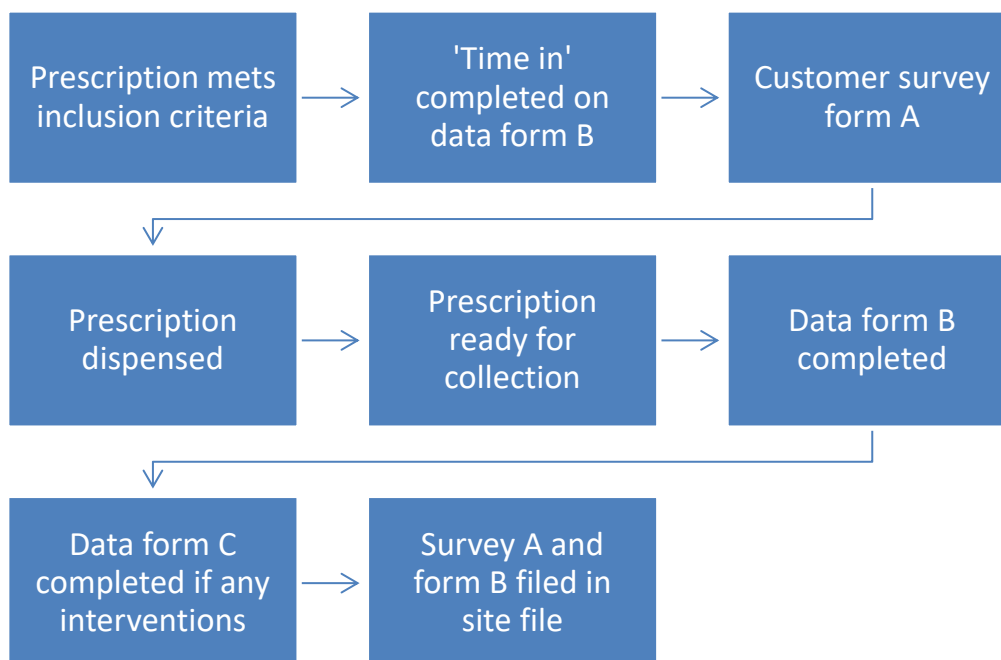 Prescription mets
inclusion criteria
'Time in'
completed on
data form B
Customer survey
form A
Prescription
dispensed
Prescription
ready for
collection
Data form B
completed
Data form C
completed if any
interventions
Survey A and
form B filed in
site file